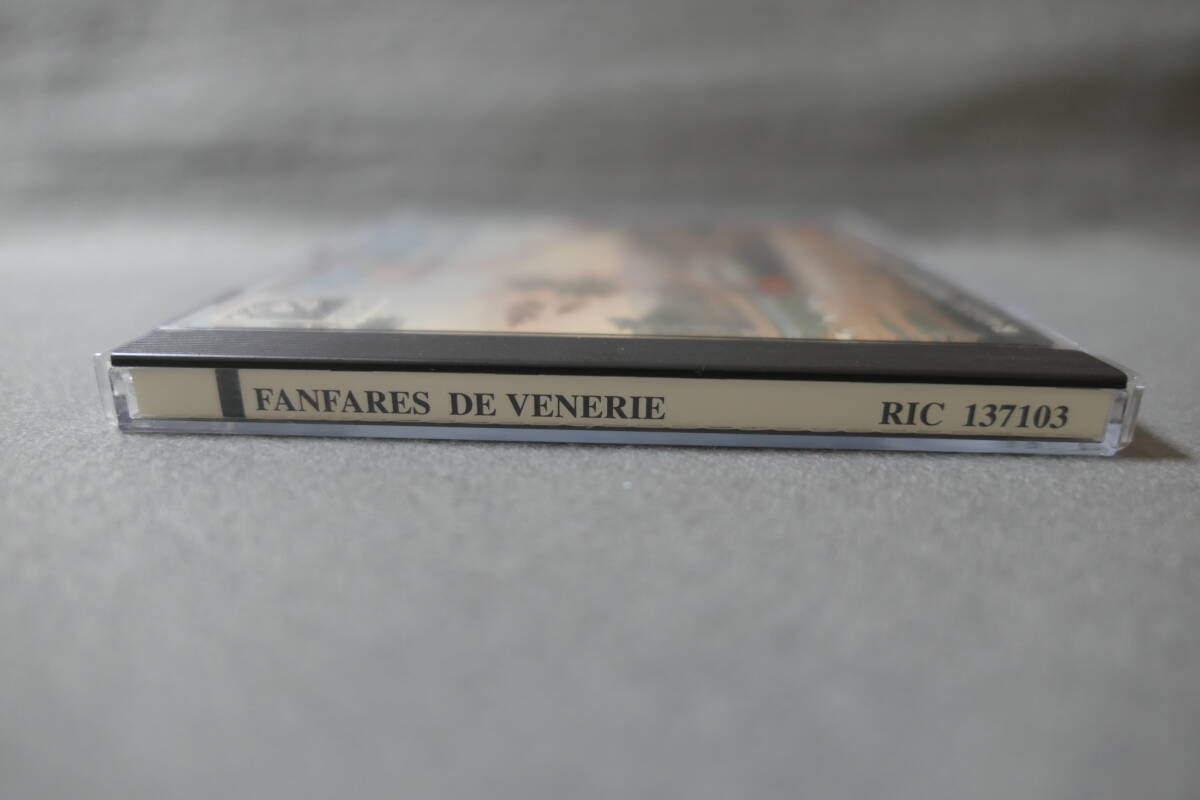 FANFARES DE VENERIE RIC 137103